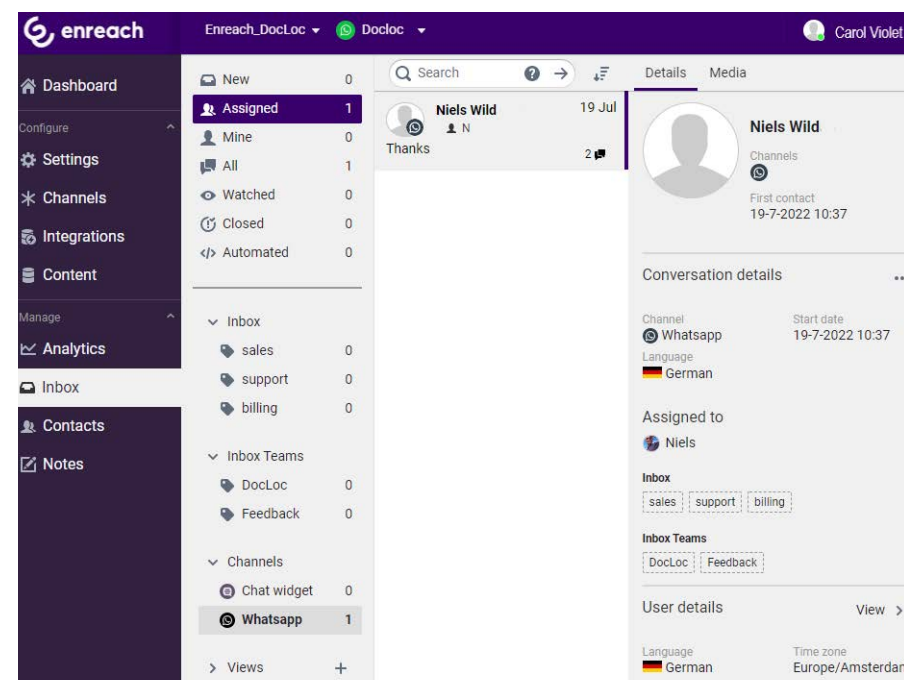 enreach
Enreach_DocLoc
Docloc
Carol Violet
Dashboard
Configure
Settings
Channels
Integrations
Content
Manage
Analytics
Inbox
Contacts
Notes
New 0
Assigned 1
Mine 0
All 1
Watched 0
Closed 0
</> Automated 0
Inbox
sales 0
support 0
billing 0
Inbox Teams
DocLoc 0
Feedback 0
Channels
Chat widget 0
Whatsapp 1
Views +
Search ?
Niels Wild 19 Jul
N
Thanks
2
Details Media
Niels Wild
Channels
First contact
19-7-2022 10:37
Conversation details
Channel Start date
Whatsapp 19-7-2022 10:37
Language
German
Assigned to
Niels
Inbox
sales support billing
Inbox Teams
DocLoc Feedback
User details View >
Language Time zone
German Europe/Amsterdan